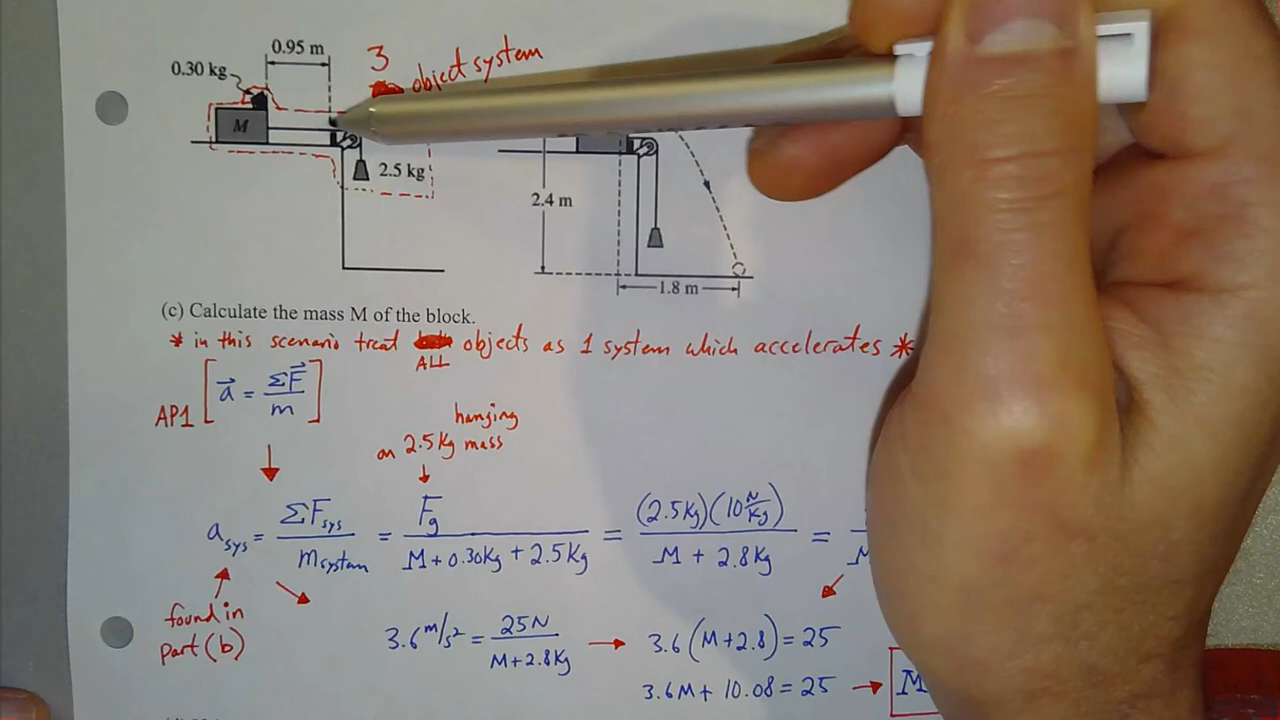 0.95 m
3
object system
0.30 kg
M
2.5 kg
2.4 m
1.8 m
(c) Calculate the mass M of the block.
* in this scenario treat objects as 1 system which accelerates *
ALL
AP1 [a⃗ = ΣF⃗ / m]
hanging
on 2.5Kg mass
a_sys = ΣF_sys / m_system = F_g / M + 0.30Kg + 2.5Kg = (2.5Kg)(10 N/Kg) / M + 2.8Kg =
found in
part (b)
3.6 m/s² = 25N / M+2.8Kg → 3.6(M+2.8) = 25
3.6M + 10.08 = 25 → M